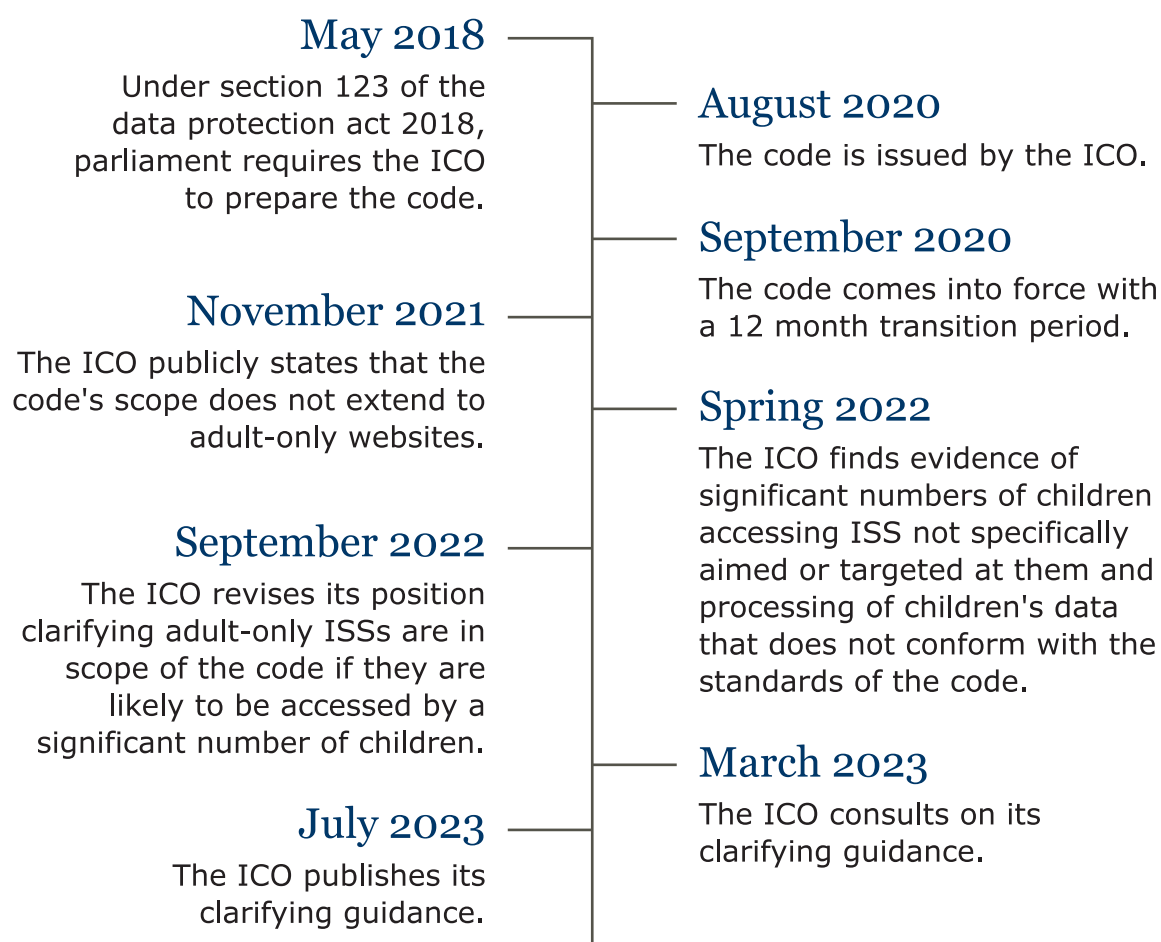 May 2018
Under section 123 of the
data protection act 2018,
parliament requires the ICO
to prepare the code.
August 2020
The code is issued by the ICO.
September 2020
The code comes into force with
a 12 month transition period.
November 2021
The ICO publicly states that the
code's scope does not extend to
adult-only websites.
Spring 2022
The ICO finds evidence of
significant numbers of children
accessing ISS not specifically
aimed or targeted at them and
processing of children's data
that does not conform with the
standards of the code.
September 2022
The ICO revises its position
clarifying adult-only ISSs are in
scope of the code if they are
likely to be accessed by a
significant number of children.
March 2023
The ICO consults on its
clarifying guidance.
July 2023
The ICO publishes its
clarifying guidance.